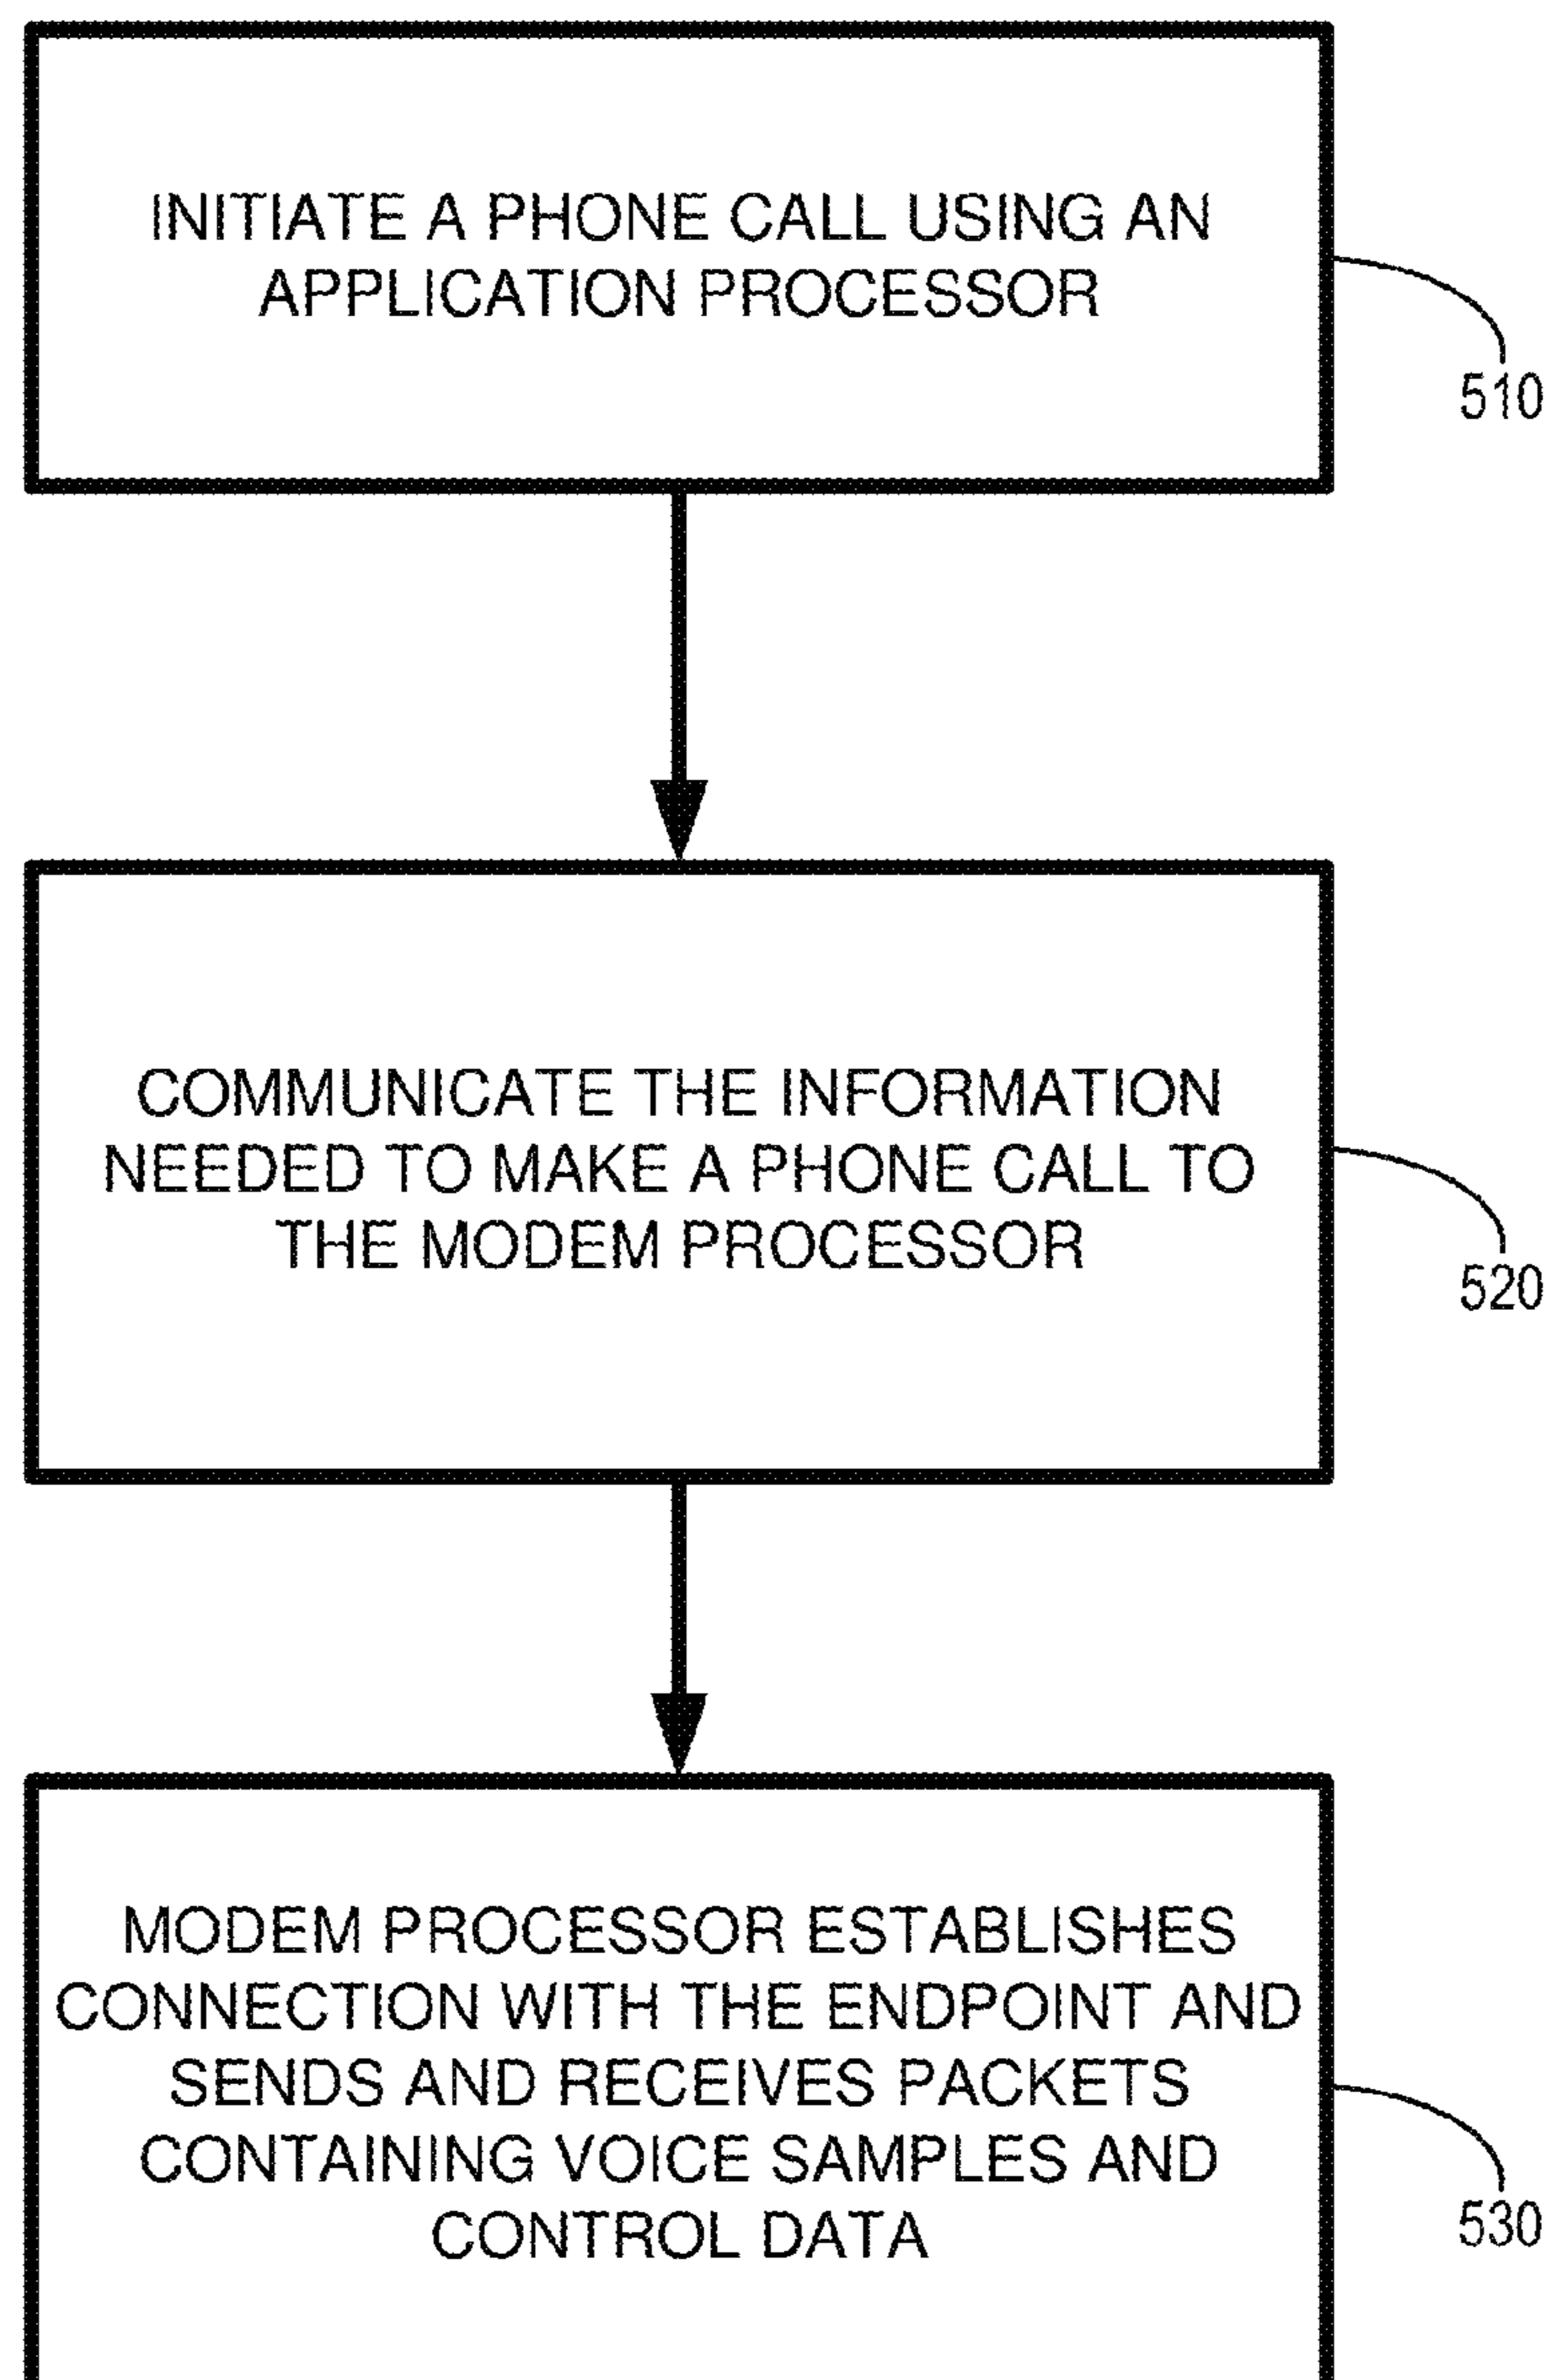 INITIATE A PHONE CALL USING AN
APPLICATION PROCESSOR
510
COMMUNICATE THE INFORMATION
NEEDED TO MAKE A PHONE CALL TO
THE MODEM PROCESSOR
520
MODEM PROCESSOR ESTABLISHES
CONNECTION WITH THE ENDPOINT AND
SENDS AND RECEIVES PACKETS
CONTAINING VOICE SAMPLES AND
CONTROL DATA
530